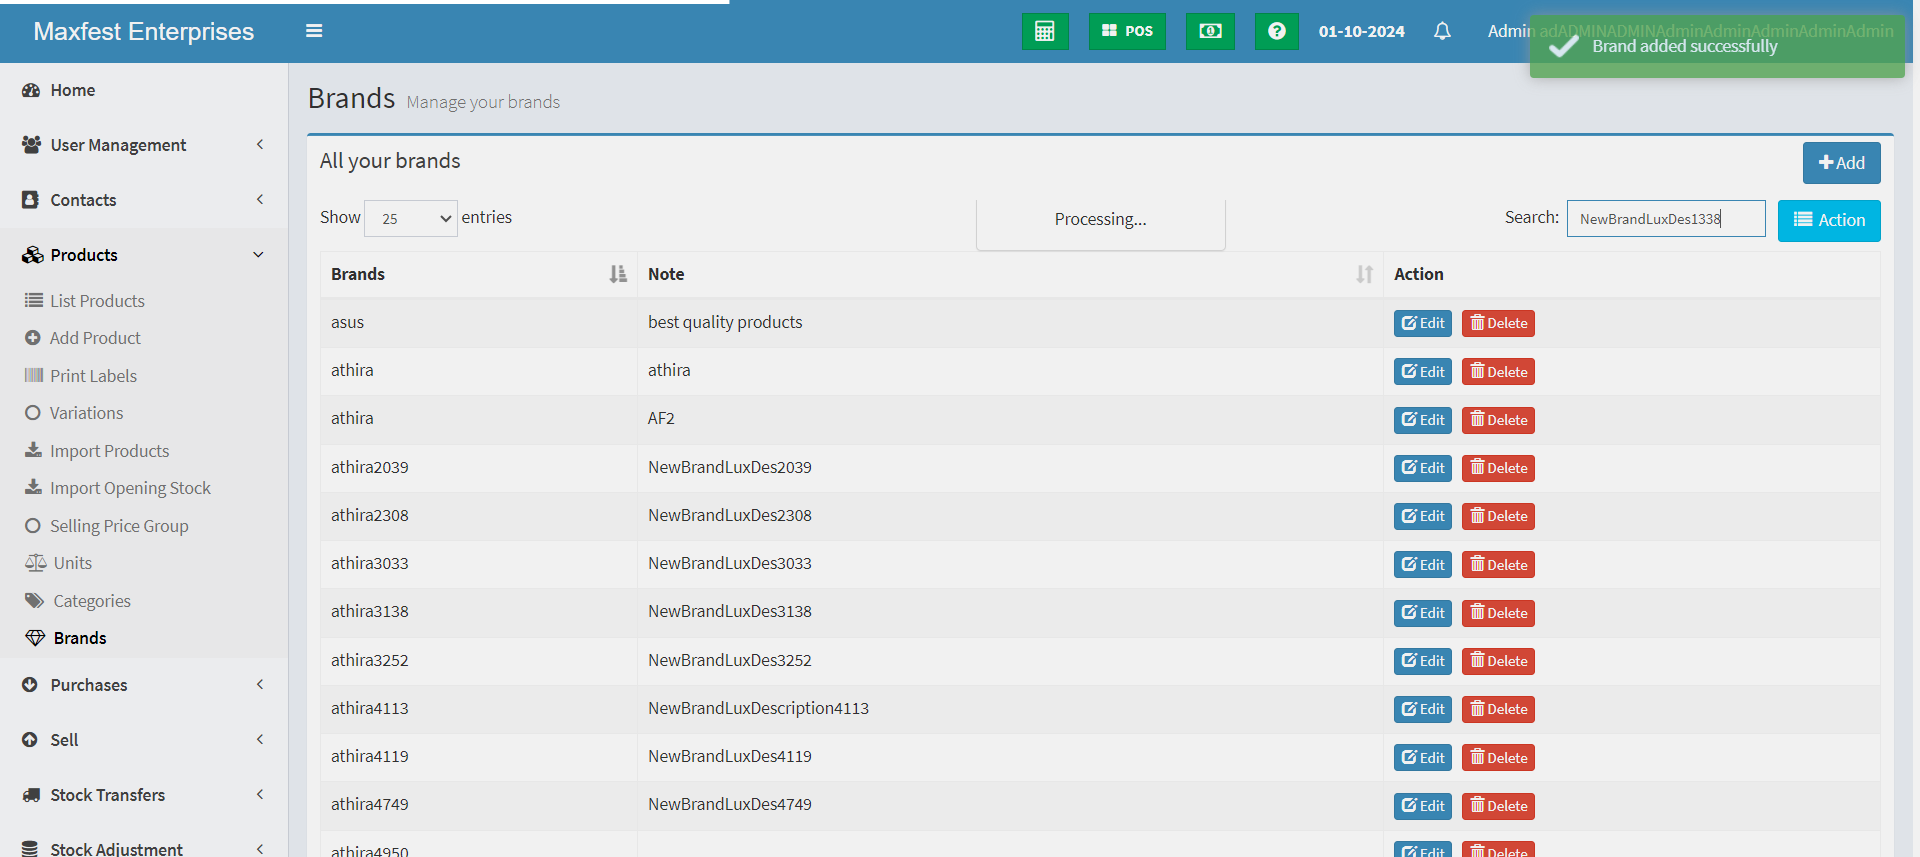 Maxfest Enterprises
POS
01-10-2024
Admin adADMINADMINAdminAdminAdminAdminAdmin
Brand added successfully
Home
User Management
Contacts
Products
List Products
Add Product
Print Labels
Variations
Import Products
Import Opening Stock
Selling Price Group
Units
Categories
Brands
Purchases
Sell
Stock Transfers
Stock Adjustment
Brands Manage your brands
All your brands
Add
Show 25 entries
Processing...
Search: NewBrandLuxDes1338
Action
Brands Note Action
asus best quality products Edit Delete
athira athira Edit Delete
athira AF2 Edit Delete
athira2039 NewBrandLuxDes2039 Edit Delete
athira2308 NewBrandLuxDes2308 Edit Delete
athira3033 NewBrandLuxDes3033 Edit Delete
athira3138 NewBrandLuxDes3138 Edit Delete
athira3252 NewBrandLuxDes3252 Edit Delete
athira4113 NewBrandLuxDescription4113 Edit Delete
athira4119 NewBrandLuxDes4119 Edit Delete
athira4749 NewBrandLuxDes4749 Edit Delete
athira4950 Edit Delete